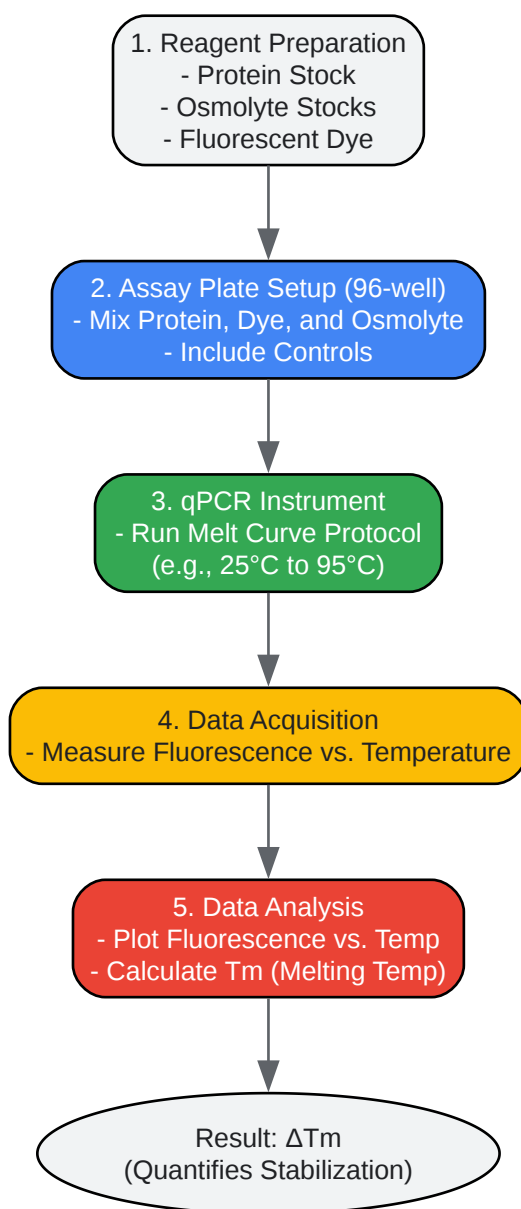 1. Reagent Preparation
- Protein Stock
- Osmolyte Stocks
- Fluorescent Dye
2. Assay Plate Setup (96-well)
- Mix Protein, Dye, and Osmolyte
- Include Controls
3. qPCR Instrument
- Run Melt Curve Protocol
(e.g., 25°C to 95°C)
4. Data Acquisition
- Measure Fluorescence vs. Temperature
5. Data Analysis
- Plot Fluorescence vs. Temp
- Calculate Tm (Melting Temp)
Result: ΔTm
(Quantifies Stabilization)